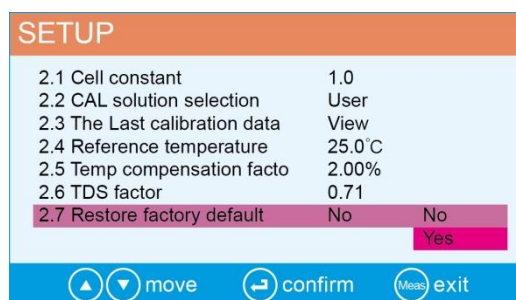 SETUP
2.1 Cell constant 1.0
2.2 CAL solution selection User
2.3 The Last calibration data View
2.4 Reference temperature 25.0°C
2.5 Temp compensation facto 2.00%
2.6 TDS factor 0.71
2.7 Restore factory default No No
Yes
move confirm Meas exit